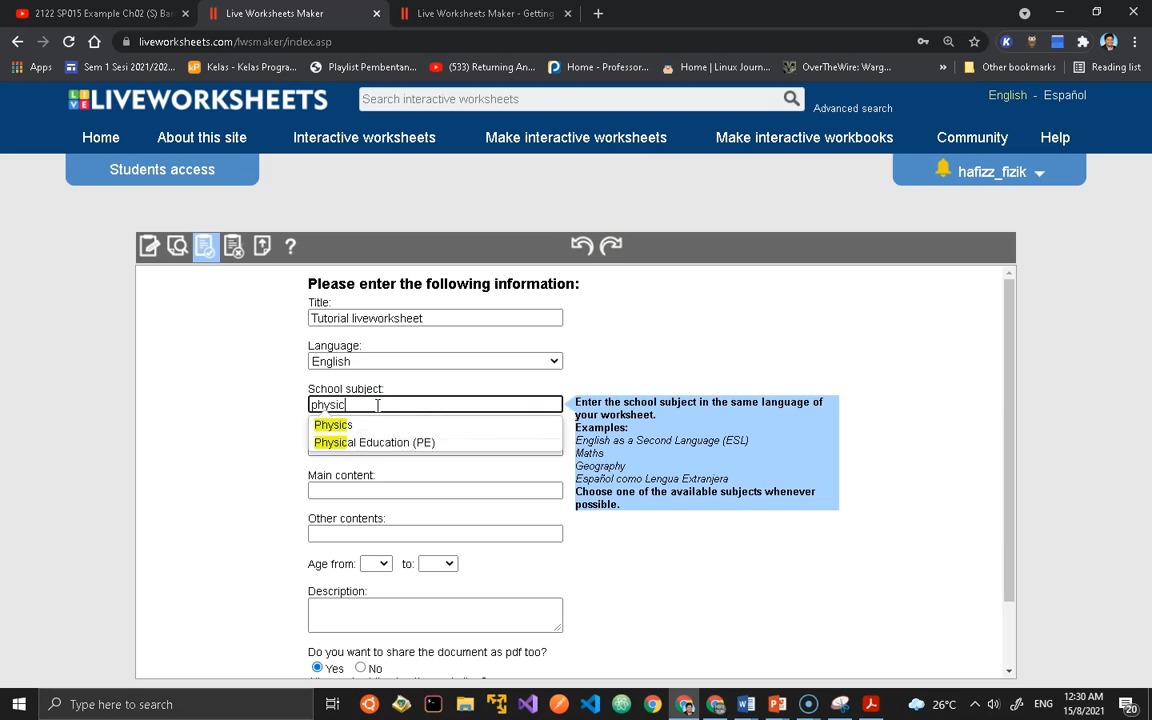 2122 SP015 Example Ch02 (S) Ba
Live Worksheets Maker
Live Worksheets Maker - Getting
liveworksheets.com/lwsmaker/index.asp
Apps
Sem 1 Sesi 2021/202...
Kelas - Kelas Progra...
Playlist Pembentan...
(533) Returning An...
Home - Professor...
Home | Linux Journ...
OverTheWire: Warg...
»
Other bookmarks
Reading list
LIVEWORKSHEETS
Search interactive worksheets
Advanced search
English - Español
Home
About this site
Interactive worksheets
Make interactive worksheets
Make interactive workbooks
Community
Help
Students access
hafizz_fizik
Please enter the following information:
Title:
Tutorial liveworksheet
Language:
English
School subject:
physic
Physics
Physical Education (PE)
Enter the school subject in the same language of
your worksheet.
Examples:
English as a Second Language (ESL)
Maths
Geography
Español como Lengua Extranjera
Choose one of the available subjects whenever
possible.
Main content:
Other contents:
Age from:
to:
Description:
Do you want to share the document as pdf too?
Yes
No
Type here to search
26°C
ENG
12:30 AM
15/8/2021
20